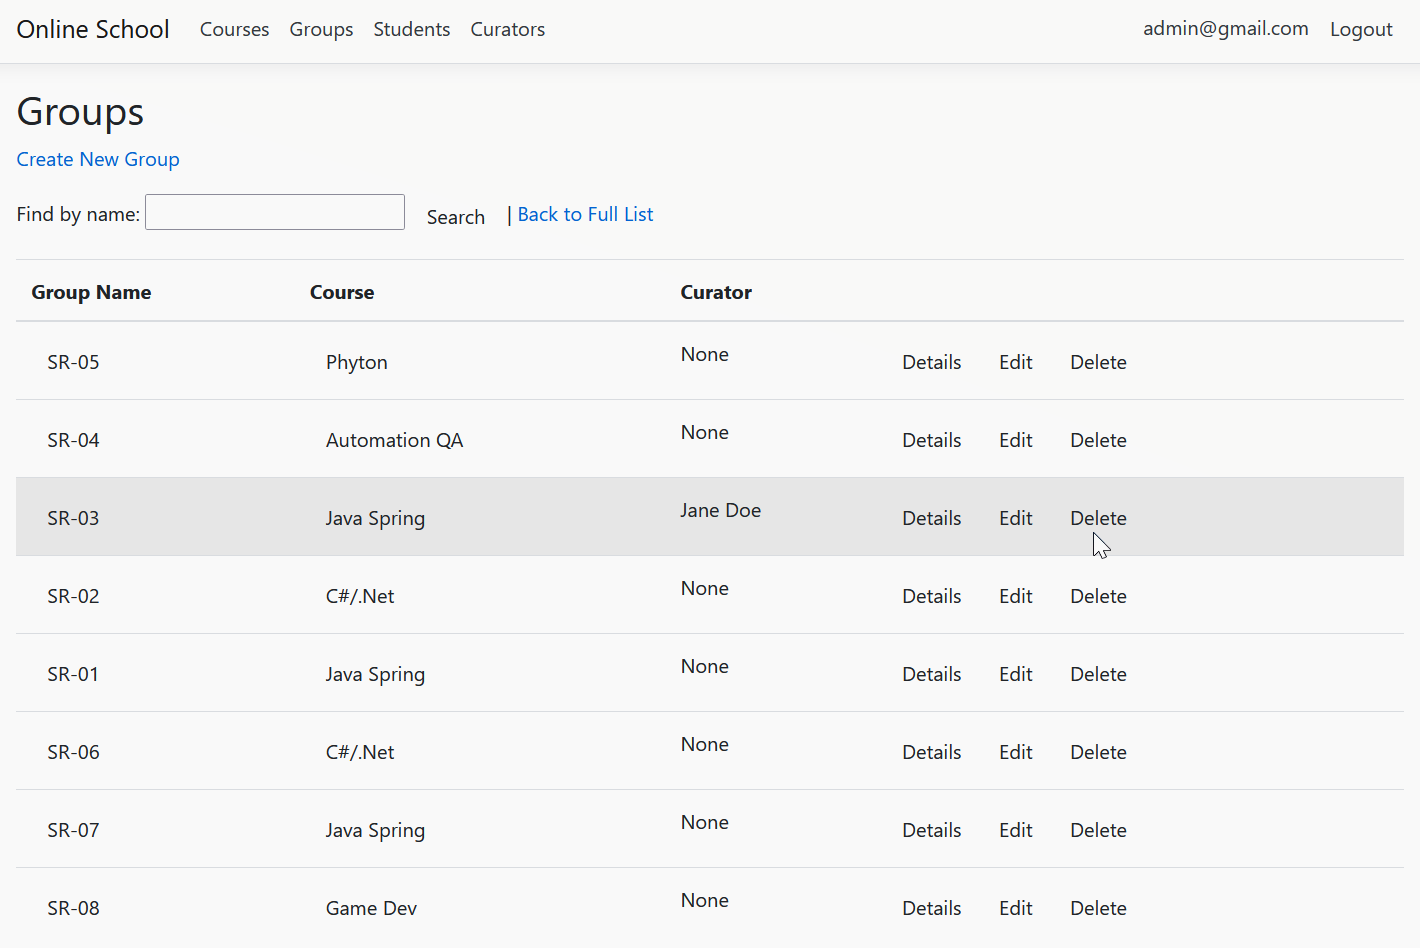 Online School Courses Groups Students Curators admin@gmail.com Logout
Groups
Create New Group
Find by name: Search | Back to Full List
Group Name Course Curator
SR-05 Phyton None Details Edit Delete
SR-04 Automation QA None Details Edit Delete
SR-03 Java Spring Jane Doe Details Edit Delete
SR-02 C#/.Net None Details Edit Delete
SR-01 Java Spring None Details Edit Delete
SR-06 C#/.Net None Details Edit Delete
SR-07 Java Spring None Details Edit Delete
SR-08 Game Dev None Details Edit Delete